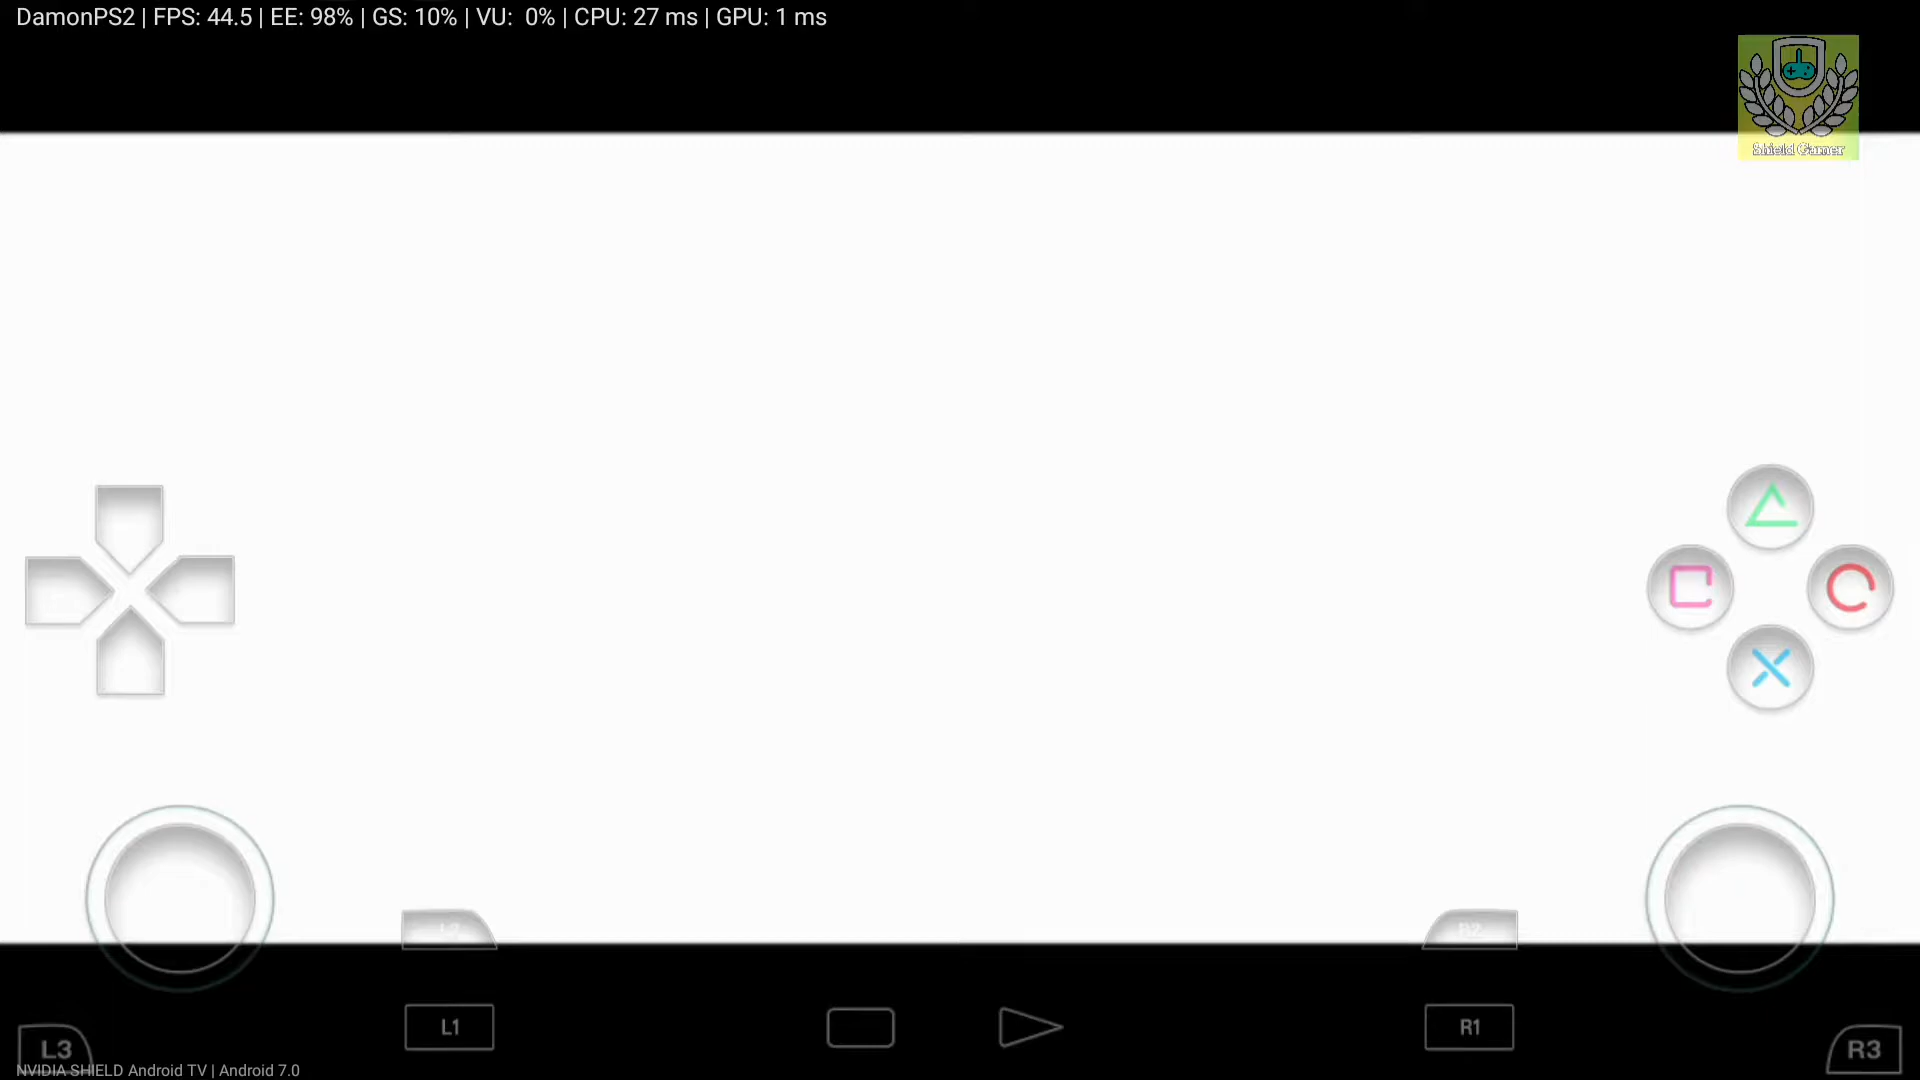 DamonPS2 | FPS: 44.5 | EE: 98% | GS: 10% | VU: 0% | CPU: 27 ms | GPU: 1 ms
Shield Gamer
R2
L1
R1
L3
R3
NVIDIA SHIELD Android TV | Android 7.0